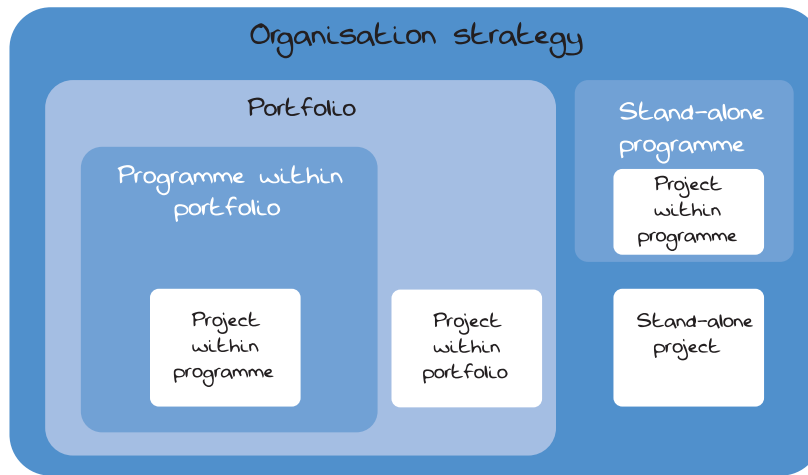 Organisation strategy
Portfolio
Programme within
portfolio
Project
within
programme
Project
within
portfolio
Stand-alone
programme
Project
within
programme
Stand-alone
project